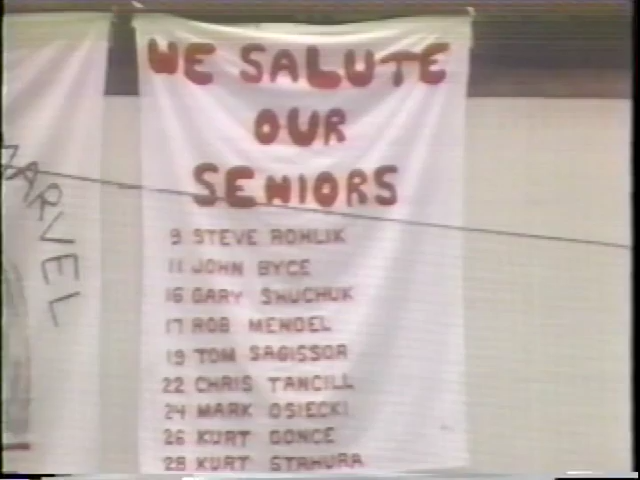 WE SALUTE
OUR
SENIORS
9 STEVE ROHLIK
11 JOHN BYCE
16 GARY SHUCHUK
17 ROB MENDEL
19 TOM SAGISSOR
22 CHRIS TANCILL
24 MARK OSIECKI
26 KURT GONCE
28 KURT STAHURA
MARVEL